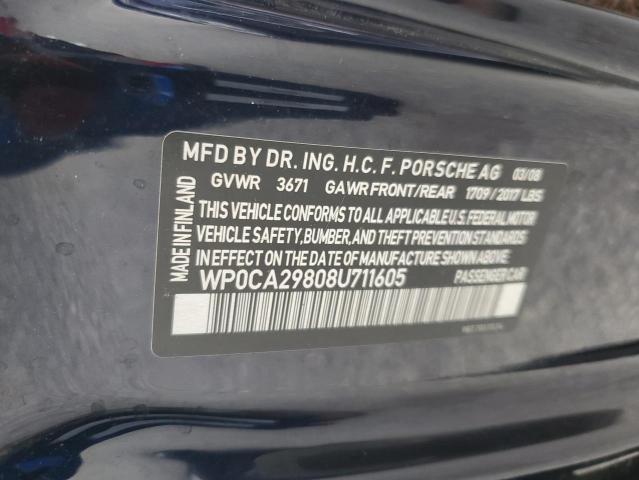 MFD BY DR. ING. H.C. F. PORSCHE AG 03/08
GVWR 3671 GAWR FRONT/REAR 1709/2017 LBS
THIS VEHICLE CONFORMS TO ALL APPLICABLE U.S. FEDERAL MOTOR
VEHICLE SAFETY, BUMPER, AND THEFT PREVENTION STANDARDS
IN EFFECT ON THE DATE OF MANUFACTURE SHOWN ABOVE
WP0CA29808U711605 PASSENGER CAR
MADE IN FINLAND